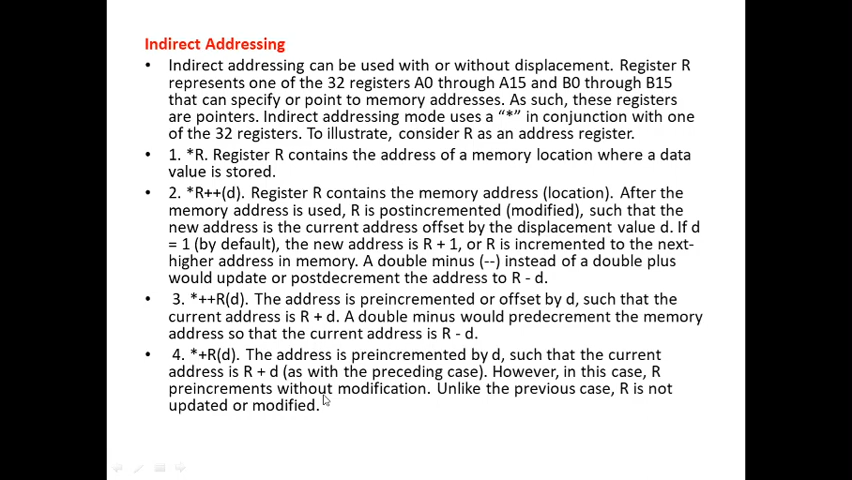 Indirect Addressing
• Indirect addressing can be used with or without displacement. Register R
represents one of the 32 registers A0 through A15 and B0 through B15
that can specify or point to memory addresses. As such, these registers
are pointers. Indirect addressing mode uses a “*” in conjunction with one
of the 32 registers. To illustrate, consider R as an address register.
• 1. *R. Register R contains the address of a memory location where a data
value is stored.
• 2. *R++(d). Register R contains the memory address (location). After the
memory address is used, R is postincremented (modified), such that the
new address is the current address offset by the displacement value d. If d
= 1 (by default), the new address is R + 1, or R is incremented to the next-
higher address in memory. A double minus (--) instead of a double plus
would update or postdecrement the address to R - d.
• 3. *++R(d). The address is preincremented or offset by d, such that the
current address is R + d. A double minus would predecrement the memory
address so that the current address is R - d.
• 4. *+R(d). The address is preincremented by d, such that the current
address is R + d (as with the preceding case). However, in this case, R
preincrements without modification. Unlike the previous case, R is not
updated or modified.